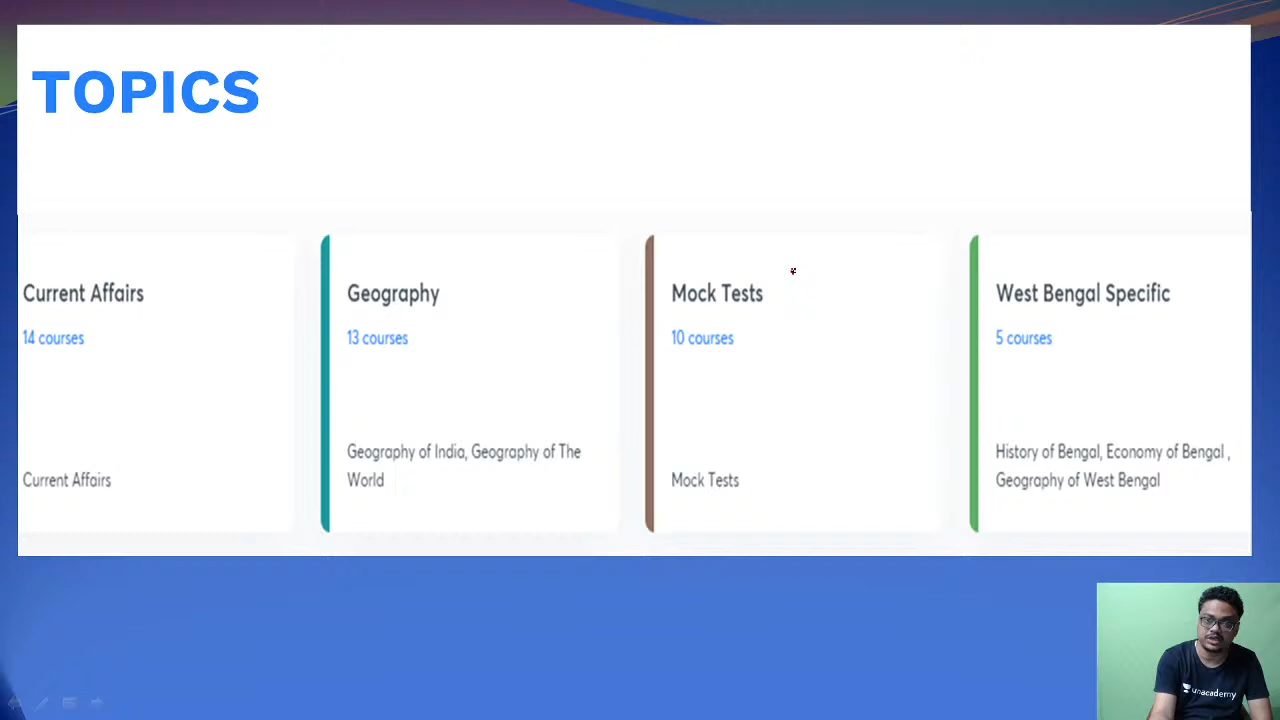 TOPICS
Current Affairs
14 courses
Current Affairs
Geography
13 courses
Geography of India, Geography of The
World
Mock Tests
10 courses
Mock Tests
West Bengal Specific
5 courses
History of Bengal, Economy of Bengal ,
Geography of West Bengal
unacademy